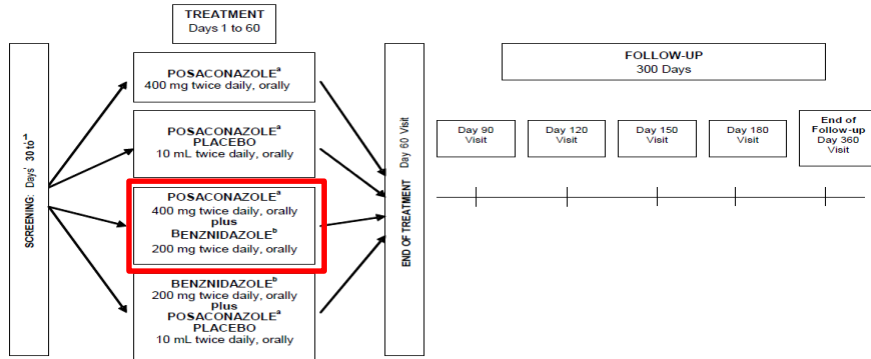 TREATMENT
Days 1 to 60
SCREENING: Days' 30 to -1
POSACONAZOLEa
400 mg twice daily, orally
POSACONAZOLEa
PLACEBO
10 mL twice daily, orally
POSACONAZOLEa
400 mg twice daily, orally
plus
BENZNIDAZOLEb
200 mg twice daily, orally
BENZNIDAZOLEb
200 mg twice daily, orally
Plus
POSACONAZOLEa
PLACEBO
10 mL twice daily, orally
END OF TREATMENT Day 60 Visit
FOLLOW-UP
300 Days
Day 90
Visit
Day 120
Visit
Day 150
Visit
Day 180
Visit
End of
Follow-up
Day 360
Visit